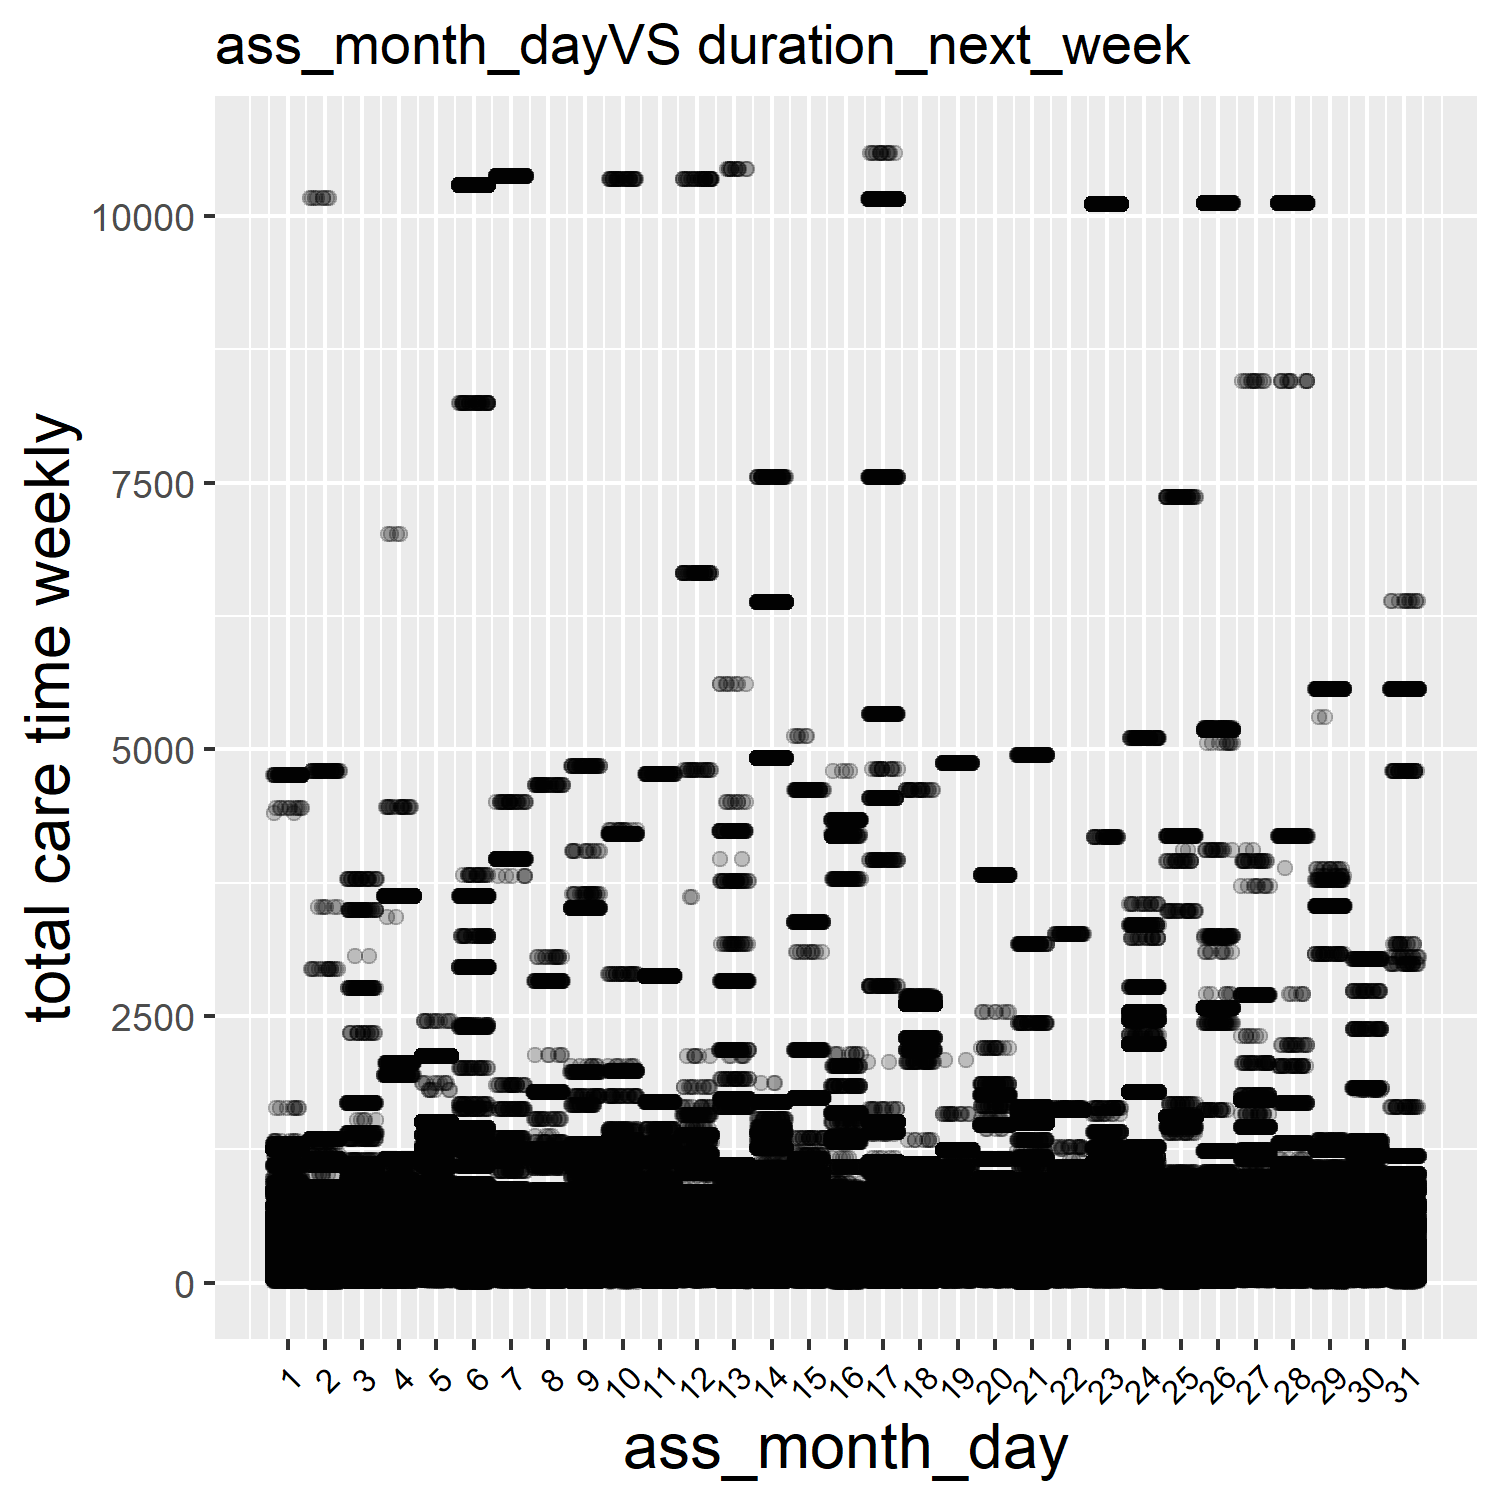 ass_month_dayVS duration_next_week
total care time weekly
10000
7500
5000
2500
0
1 2 3 4 5 6 7 8 9 10 11 12 13 14 15 16 17 18 19 20 21 22 23 24 25 26 27 28 29 30 31
ass_month_day